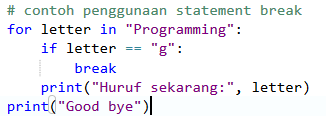 # contoh penggunaan statement break
for letter in "Programming":
    if letter == "g":
        break
    print("Huruf sekarang:", letter)
print("Good bye")